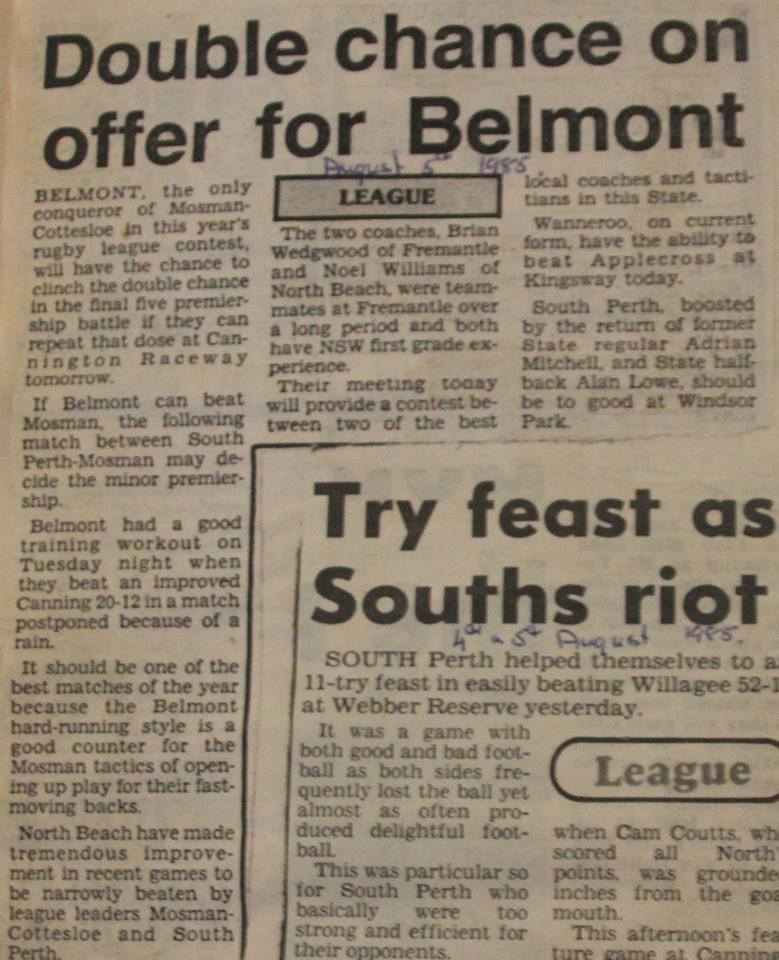 Double chance on
offer for Belmont
August 5th 1985
BELMONT, the only
conqueror of Mosman-
Cottesloe in this year's
rugby league contest,
will have the chance to
clinch the double chance
in the final five premier-
ship battle if they can
repeat that dose at Can-
nington Raceway
tomorrow.
If Belmont can beat
Mosman, the following
match between South
Perth-Mosman may de-
cide the minor premier-
ship.
Belmont had a good
training workout on
Tuesday night when
they beat an improved
Canning 20-12 in a match
postponed because of a
rain.
It should be one of the
best matches of the year
because the Belmont
hard-running style is a
good counter for the
Mosman tactics of open-
ing up play for their fast-
moving backs.
North Beach have made
tremendous improve-
ment in recent games to
be narrowly beaten by
league leaders Mosman-
Cottesloe and South
Perth.
LEAGUE
The two coaches, Brian
Wedgwood of Fremantle
and Noel Williams of
North Beach, were team-
mates at Fremantle over
a long period and both
have NSW first grade ex-
perience.
Their meeting today
will provide a contest be-
tween two of the best
local coaches and tacti-
tians in this State.
Wanneroo, on current
form, have the ability to
beat Applecross at
Kingsway today.
South Perth, boosted
by the return of former
State regular Adrian
Mitchell, and State half-
back Alan Lowe, should
be to good at Windsor
Park.
Try feast as
Souths riot
4th 5th August 1985.
SOUTH Perth helped themselves to a
11-try feast in easily beating Willagee 52-1
at Webber Reserve yesterday.
It was a game with
both good and bad foot-
ball as both sides fre-
quently lost the ball yet
almost as often pro-
duced delightful foot-
ball.
This was particular so
for South Perth who
basically were too
strong and efficient for
their opponents.
League
when Cam Coutts, wh
scored all North'
points, was grounde
inches from the goa
mouth.
This afternoon's fea
ture game at Canning